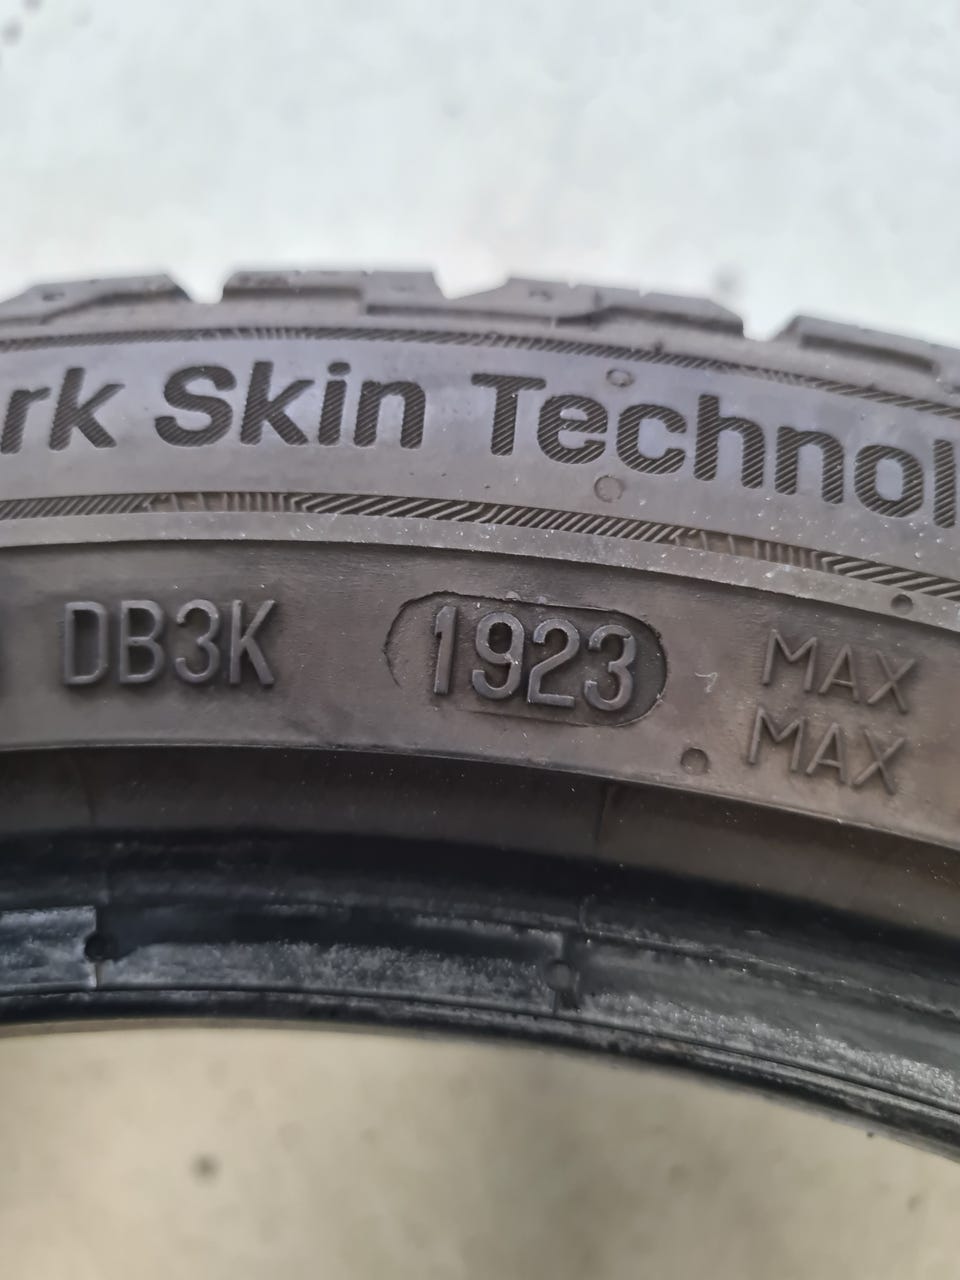 rk Skin Technol
DB3K 1923 MAX
MAX